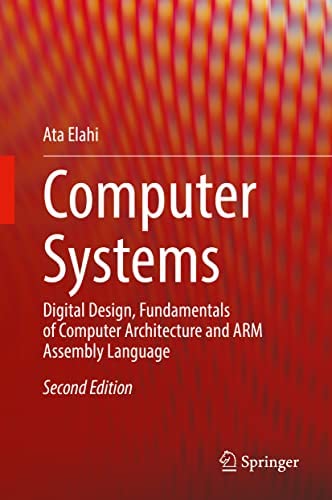 Ata Elahi
Computer
Systems
Digital Design, Fundamentals
of Computer Architecture and ARM
Assembly Language
Second Edition
Springer